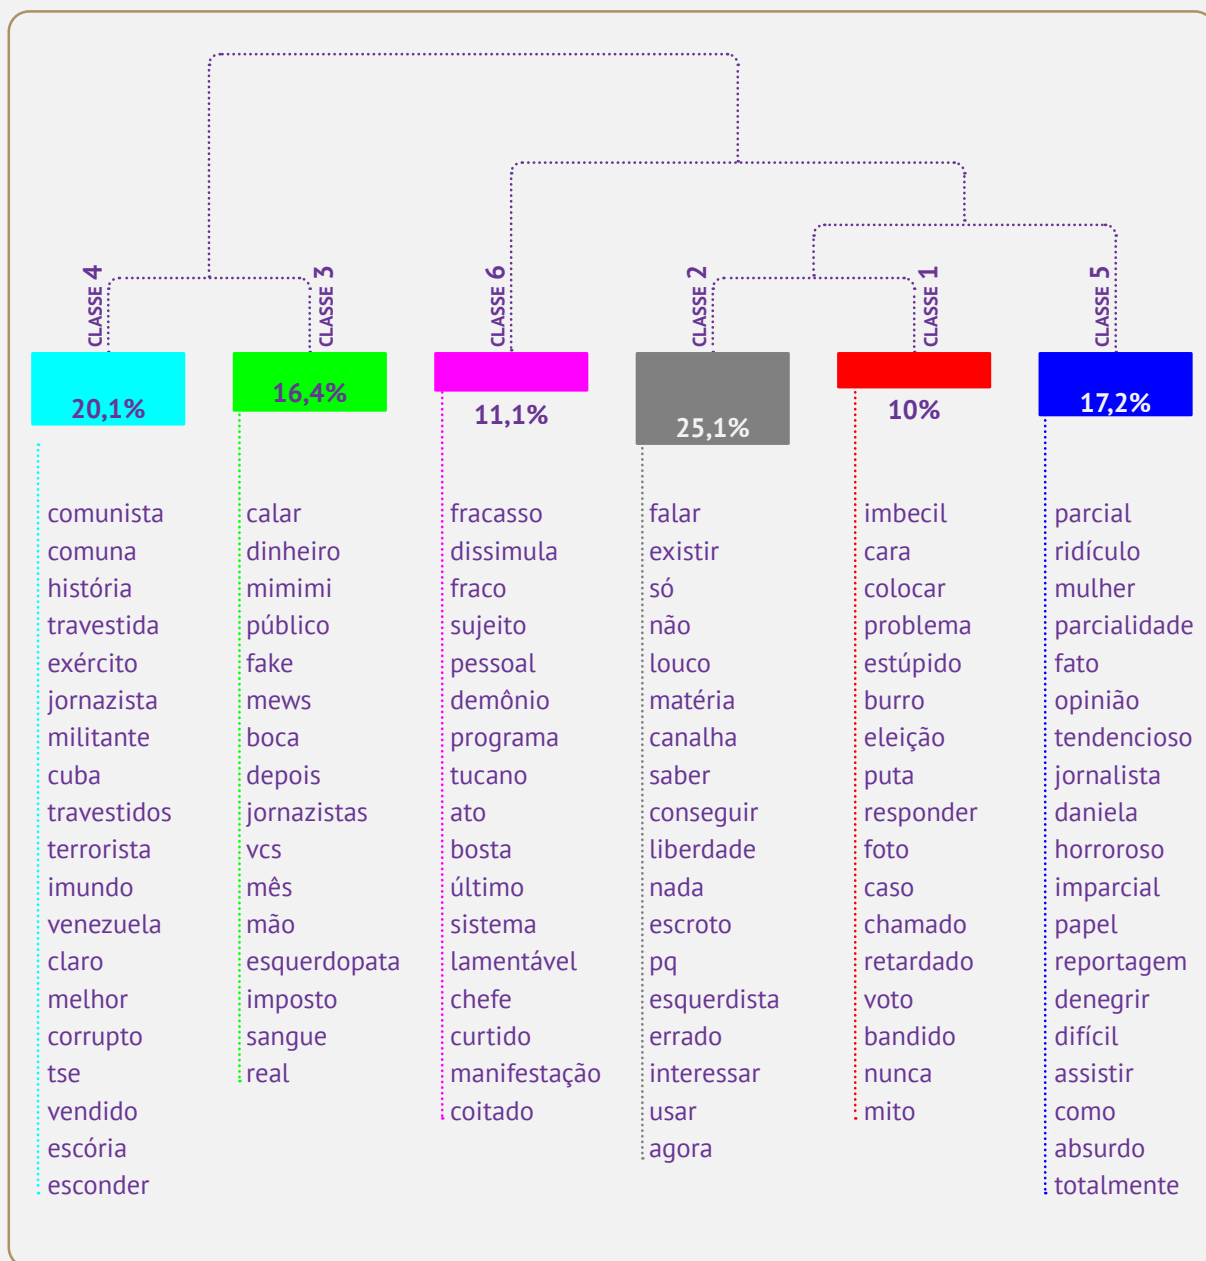 CLASSE 4
20,1%
comunista
comuna
história
travestida
exército
jornazista
militante
cuba
travestidos
terrorista
imundo
venezuela
claro
melhor
corrupto
tse
vendido
escória
esconder
CLASSE 3
16,4%
calar
dinheiro
mimimi
público
fake
mews
boca
depois
jornazistas
vcs
mês
mão
esquerdopata
imposto
sangue
real
CLASSE 6
11,1%
fracasso
dissimula
fraco
sujeito
pessoal
demônio
programa
tucano
ato
bosta
último
sistema
lamentável
chefe
curtido
manifestação
coitado
CLASSE 2
25,1%
falar
existir
só
não
louco
matéria
canalha
saber
conseguir
liberdade
nada
escroto
pq
esquerdista
errado
interessar
usar
agora
CLASSE 1
10%
imbecil
cara
colocar
problema
estúpido
burro
eleição
puta
responder
foto
caso
chamado
retardado
voto
bandido
nunca
mito
CLASSE 5
17,2%
parcial
ridículo
mulher
parcialidade
fato
opinião
tendencioso
jornalista
daniela
horroroso
imparcial
papel
reportagem
denegrir
difícil
assistir
como
absurdo
totalmente